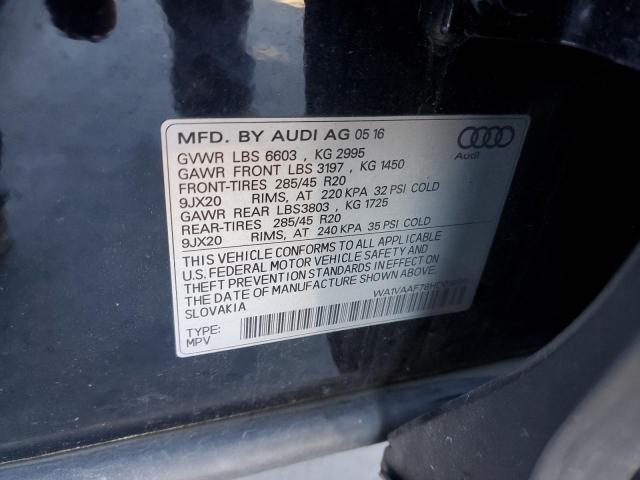 MFD. BY AUDI AG 05 16
GVWR LBS 6603 , KG 2995
GAWR FRONT LBS 3197 , KG 1450
FRONT-TIRES 285/45 R20
9JX20 RIMS, AT 220 KPA 32 PSI COLD
GAWR REAR LBS3803 , KG 1725
REAR-TIRES 285/45 R20
9JX20 RIMS, AT 240 KPA 35 PSI COLD
THIS VEHICLE CONFORMS TO ALL APPLICABLE
U.S. FEDERAL MOTOR VEHICLE SAFETY AND
THEFT PREVENTION STANDARDS IN EFFECT ON
THE DATE OF MANUFACTURE SHOWN ABOVE
SLOVAKIA
TYPE:
MPV
Audi